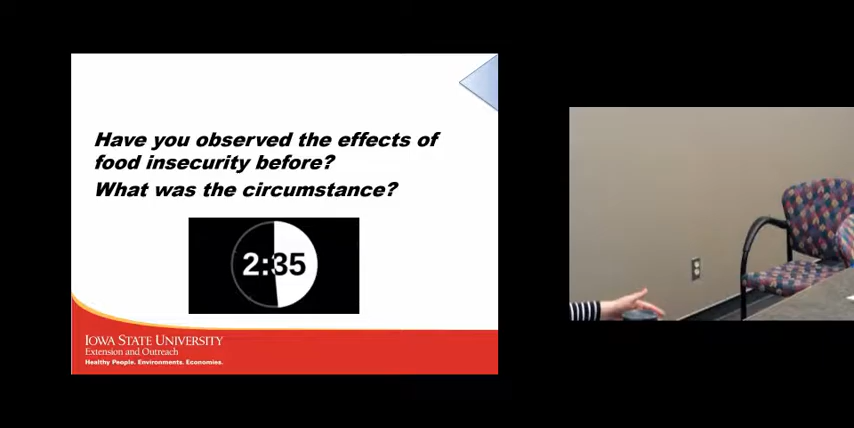 Have you observed the effects of
food insecurity before?
What was the circumstance?
2:35
IOWA STATE UNIVERSITY
Extension and Outreach
Healthy People. Environments. Economies.